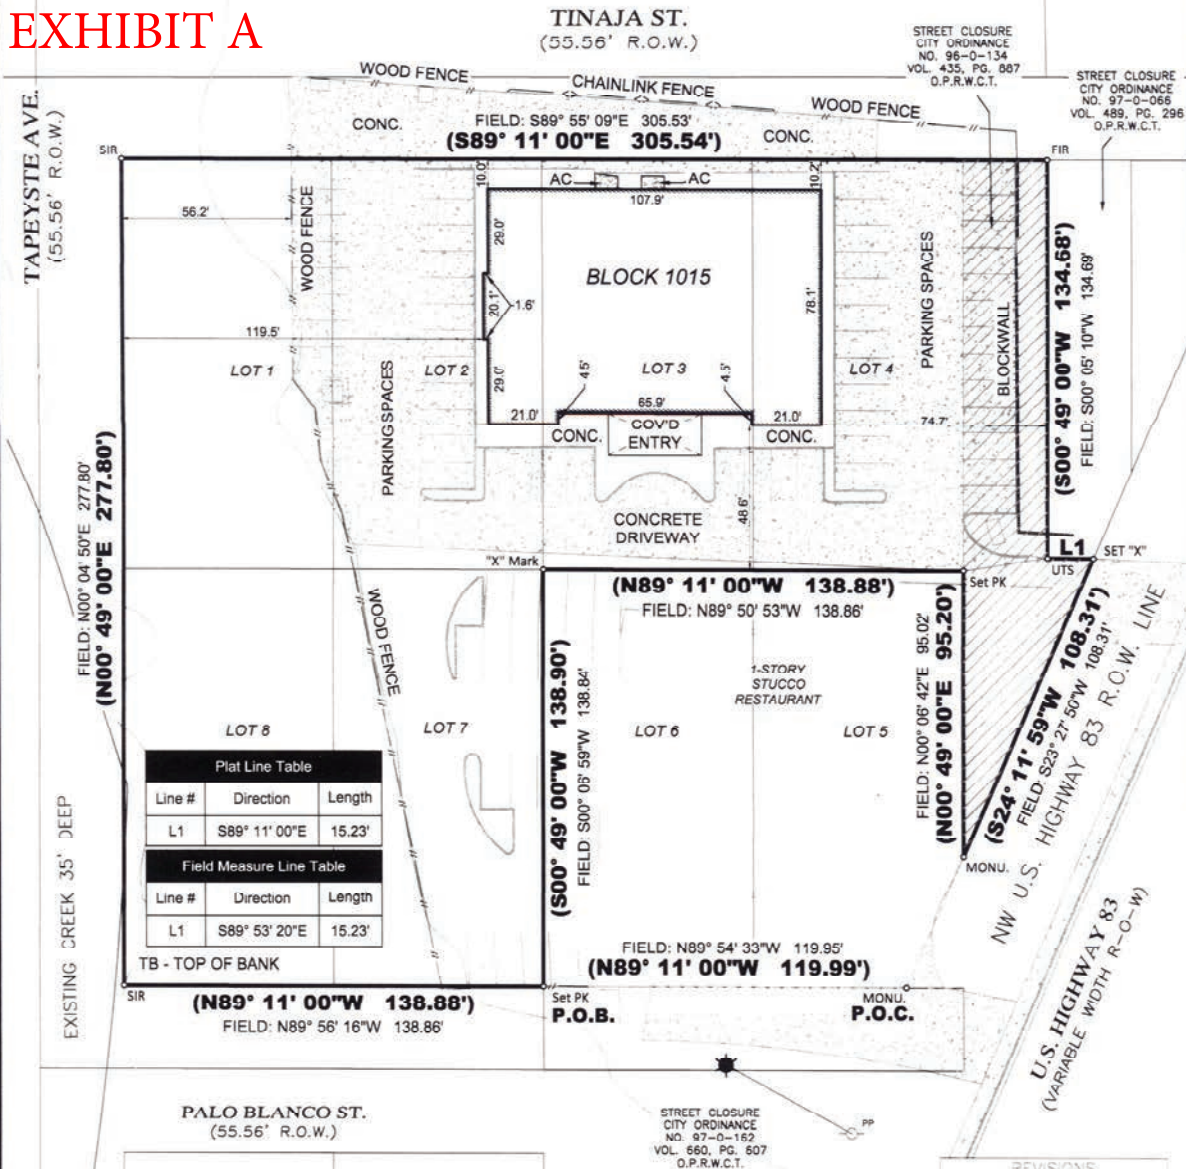 EXHIBIT A
TINAJA ST.
(55.56' R.O.W.)
STREET CLOSURE
CITY ORDINANCE
NO. 96-0-134
VOL. 435, PG. 887
O.P.R.W.C.T.
STREET CLOSURE
CITY ORDINANCE
NO. 97-0-066
VOL. 489, PG. 296
O.P.R.W.C.T.
TAPEYSTE AVE.
(55.56' R.O.W.)
WOOD FENCE
CHAINLINK FENCE
WOOD FENCE
CONC.
FIELD: S89° 55' 09"E 305.53'
(S89° 11' 00"E 305.54')
CONC.
SIR
FIR
10.0'
AC
AC
10.2'
107.9'
56.2'
WOOD FENCE
29.0'
BLOCK 1015
20.1'
1.6'
78.1'
PARKING SPACES
BLOCKWALL
(S00° 49' 00"W 134.68')
FIELD: S00° 05' 10"W 134.69'
119.5'
LOT 1
PARKING SPACES
LOT 2
29.0'
4.5'
LOT 3
4.5'
LOT 4
65.9'
21.0'
21.0'
74.7'
CONC.
COV'D
ENTRY
CONC.
48.6'
CONCRETE
DRIVEWAY
FIELD: N00° 04' 50"E 277.80'
(N00° 49' 00"E 277.80')
"X" Mark
L1
SET "X"
UTS
(N89° 11' 00"W 138.88')
Set PK
FIELD: N89° 50' 53"W 138.86'
WOOD FENCE
(S00° 49' 00"W 138.90')
FIELD: S00° 06' 59"W 138.84'
1-STORY
STUCCO
RESTAURANT
FIELD: N00° 06' 42"E 95.02'
(N00° 49' 00"E 95.20')
(S24° 11' 59"W 108.31')
FIELD: S23° 27' 50"W 108.31'
NW U.S. HIGHWAY 83 R.O.W. LINE
LOT 8
LOT 7
LOT 6
LOT 5
Plat Line Table
Line # Direction Length
L1 S89° 11' 00"E 15.23'
Field Measure Line Table
Line # Direction Length
L1 S89° 53' 20"E 15.23'
TB - TOP OF BANK
EXISTING CREEK 35' DEEP
MONU.
FIELD: N89° 54' 33"W 119.95'
(N89° 11' 00"W 119.99')
SIR
(N89° 11' 00"W 138.88')
FIELD: N89° 56' 16"W 138.86'
Set PK
P.O.B.
MONU.
P.O.C.
U.S. HIGHWAY 83
(VARIABLE WIDTH R-O-W)
PALO BLANCO ST.
(55.56' R.O.W.)
STREET CLOSURE
CITY ORDINANCE
NO. 97-0-162
VOL. 660, PG. 607
O.P.R.W.C.T.
PP
REVISIONS